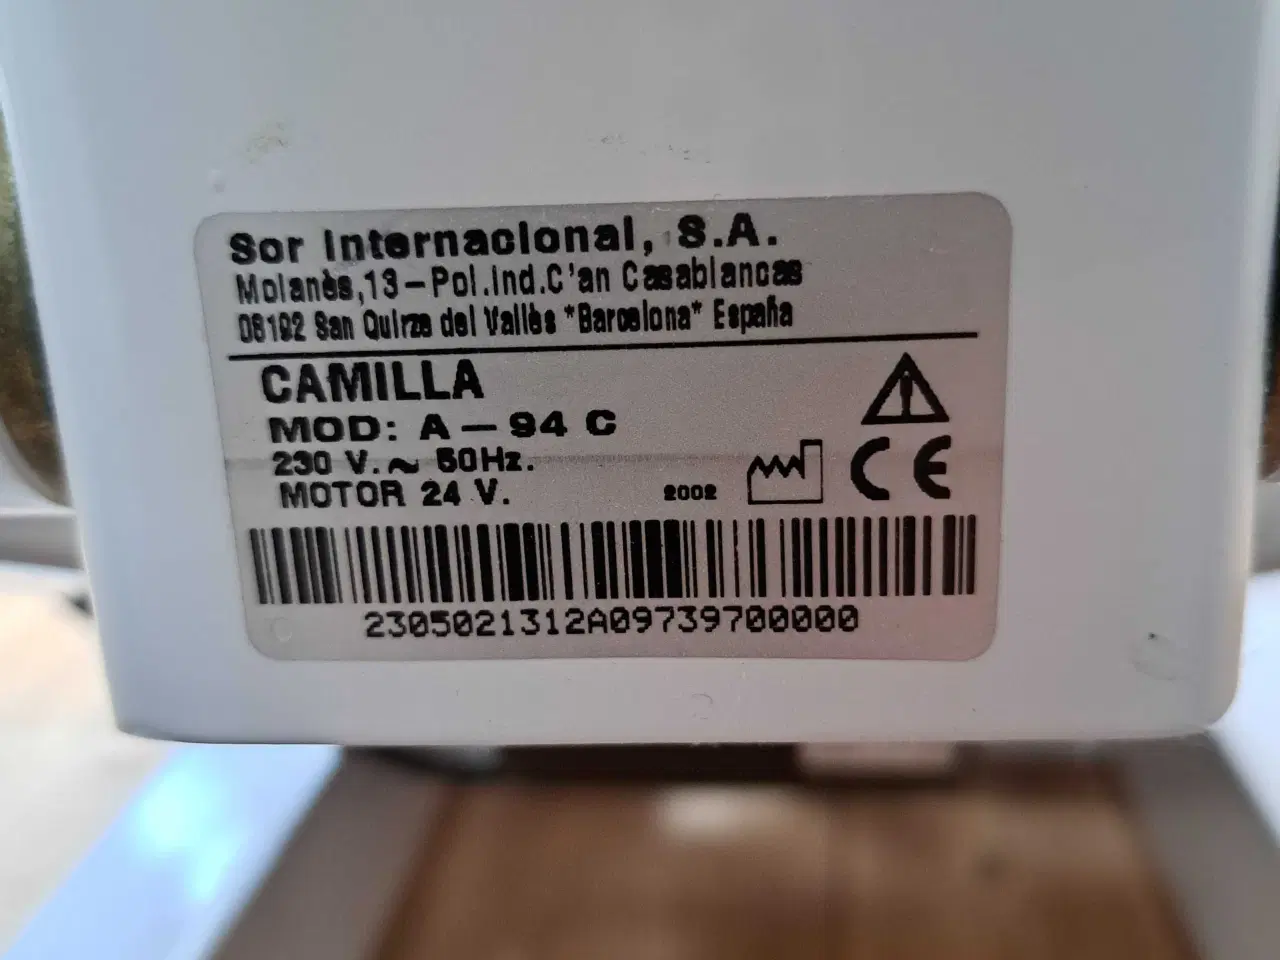 Sor Internacional, S.A.
Molanès,13-Pol.Ind.C'an Casablancas
08192 San Quirze del Vallès *Barcelona* España
CAMILLA
MOD: A-94 C
230 V.~ 50Hz.
MOTOR 24 V.
2002
CE
2305021312A09739700000